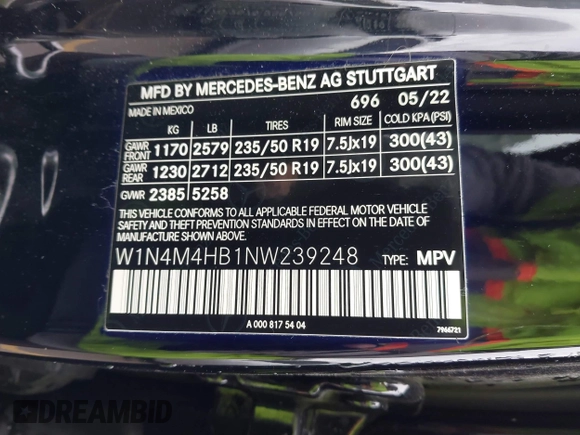 MFD BY MERCEDES-BENZ AG STUTTGART
MADE IN MEXICO 696 05/22
KG LB TIRES RIM SIZE COLD KPA(PSI)
GAWR FRONT 1170 2579 235/50 R19 7.5Jx19 300(43)
GAWR REAR 1230 2712 235/50 R19 7.5Jx19 300(43)
GVWR 2385 5258
THIS VEHICLE CONFORMS TO ALL APPLICABLE FEDERAL MOTOR VEHICLE
SAFETY, BUMPER, AND THEFT PREVENTION STANDARDS IN EFFECT ON THE DATE OF
MANUFACTURE SHOWN ABOVE.
W1N4M4HB1NW239248 TYPE: MPV
A 000 817 54 04
7966721
DREAMBID